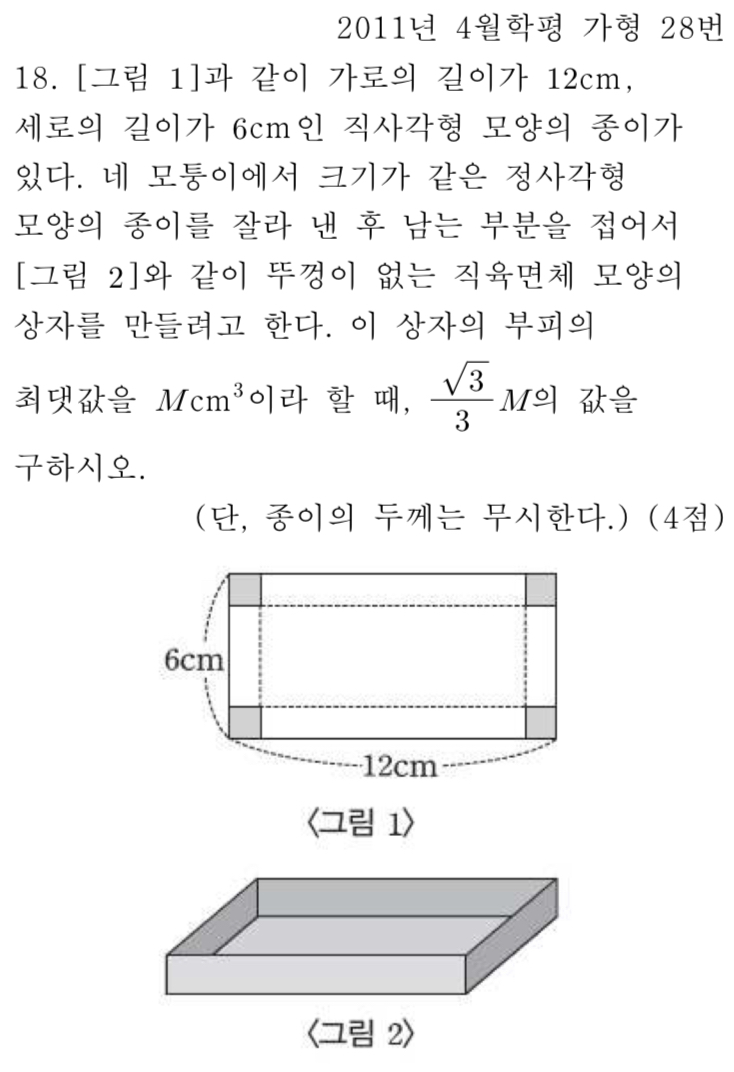 2011년 4월학평 가형 28번
18. [그림 1]과 같이 가로의 길이가 12cm,
세로의 길이가 6cm인 직사각형 모양의 종이가
있다. 네 모퉁이에서 크기가 같은 정사각형
모양의 종이를 잘라 낸 후 남는 부분을 접어서
[그림 2]와 같이 뚜껑이 없는 직육면체 모양의
상자를 만들려고 한다. 이 상자의 부피의
최댓값을 Mcm³이라 할 때, √3/3 M의 값을
구하시오.
(단, 종이의 두께는 무시한다.) (4점)
6cm
12cm
〈그림 1〉
〈그림 2〉